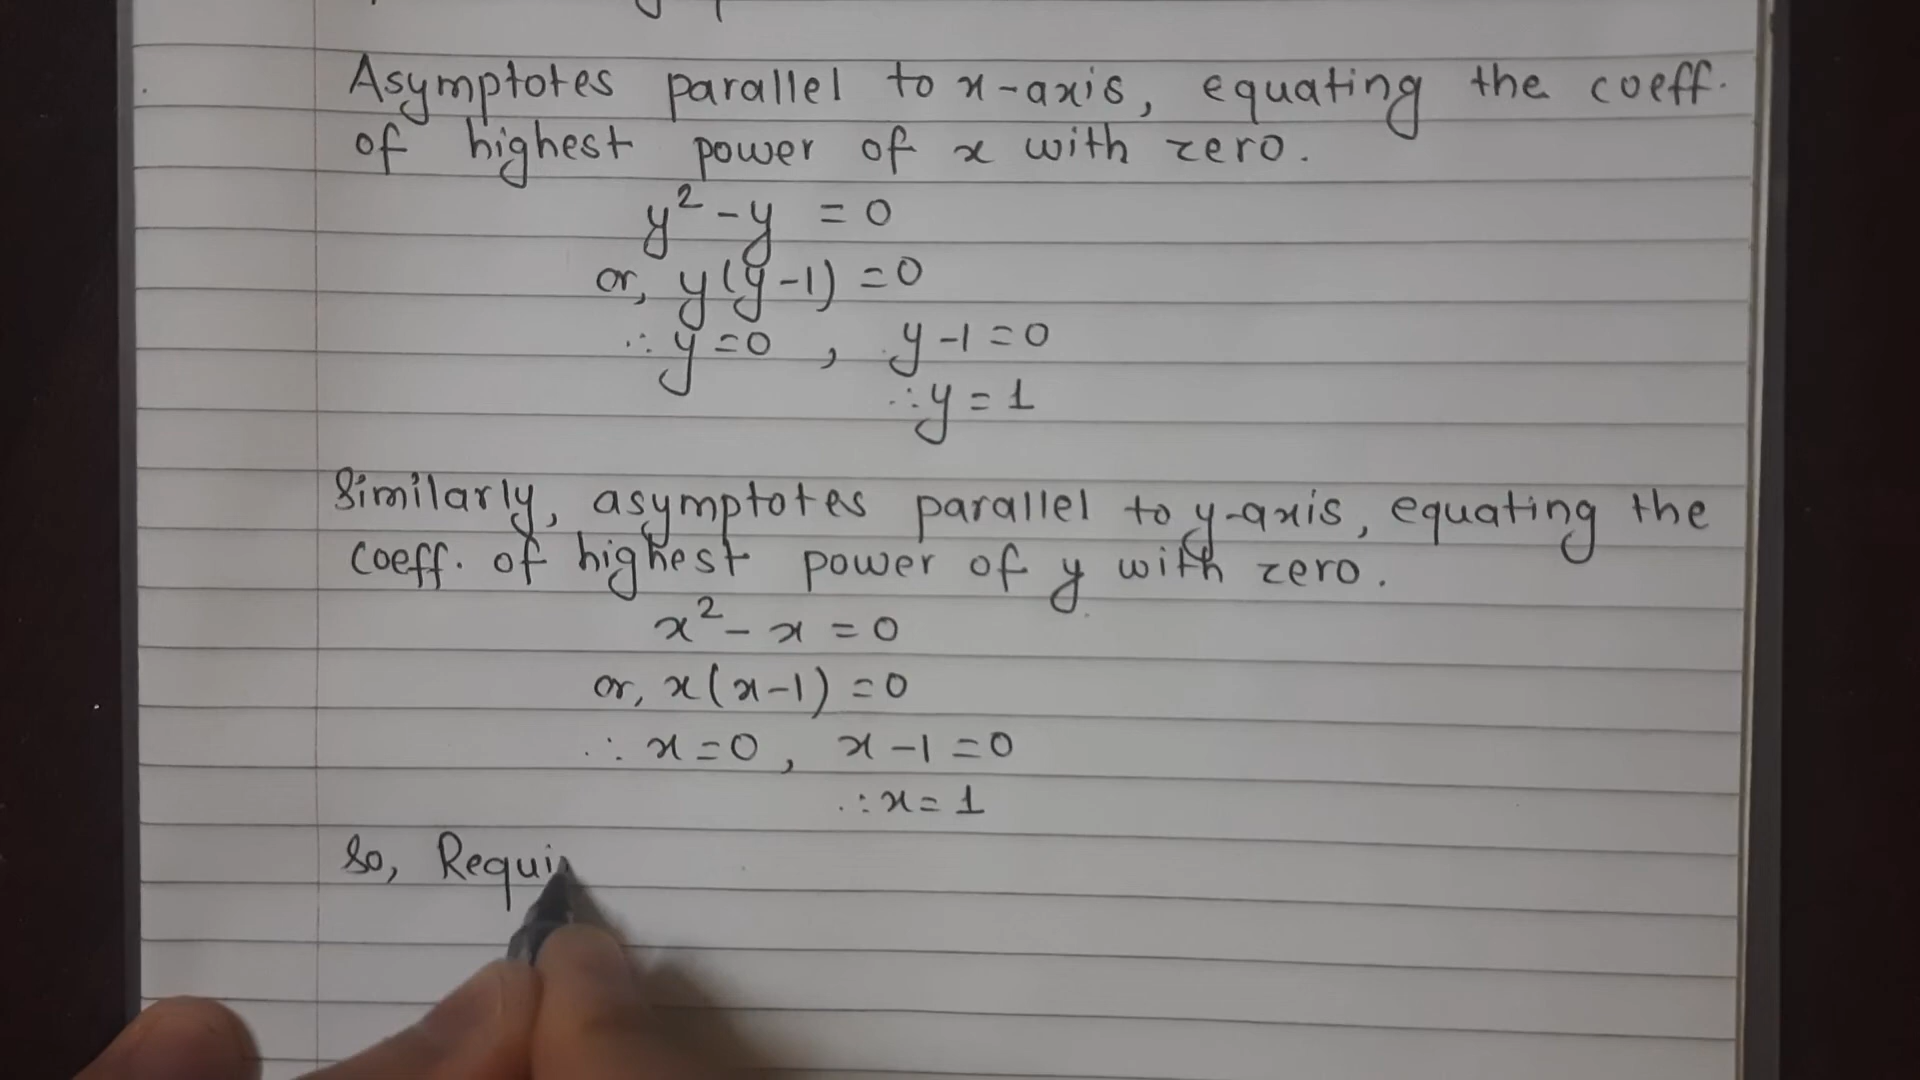 Asymptotes parallel to x-axis, equating the coeff.
of highest power of x with zero.
y² - y = 0
or, y(y-1) = 0
∴ y = 0 , y - 1 = 0
∴ y = 1
Similarly, asymptotes parallel to y-axis, equating the
coeff. of highest power of y with zero.
x² - x = 0
or, x(x-1) = 0
∴ x = 0 , x - 1 = 0
∴ x = 1
So, Requi